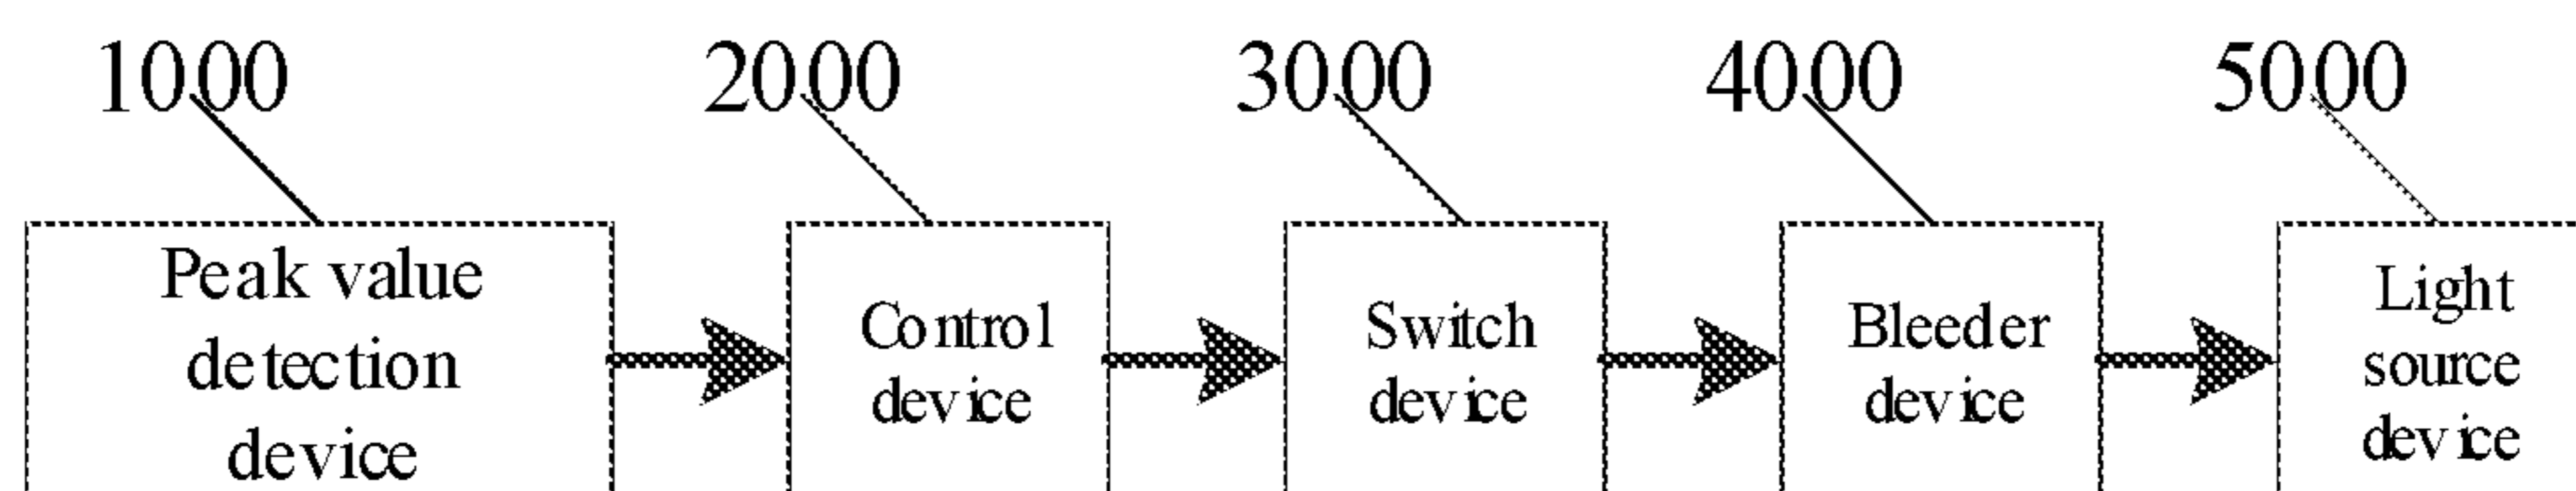 1000 2000 3000 4000 5000
Peak value
detection
device
Control
device
Switch
device
Bleeder
device
Light
source
device